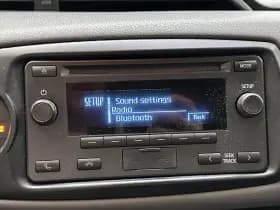 MODE
SETUP
SETUP
Sound settings
Radio
Bluetooth
Back
SEEK
TRACK